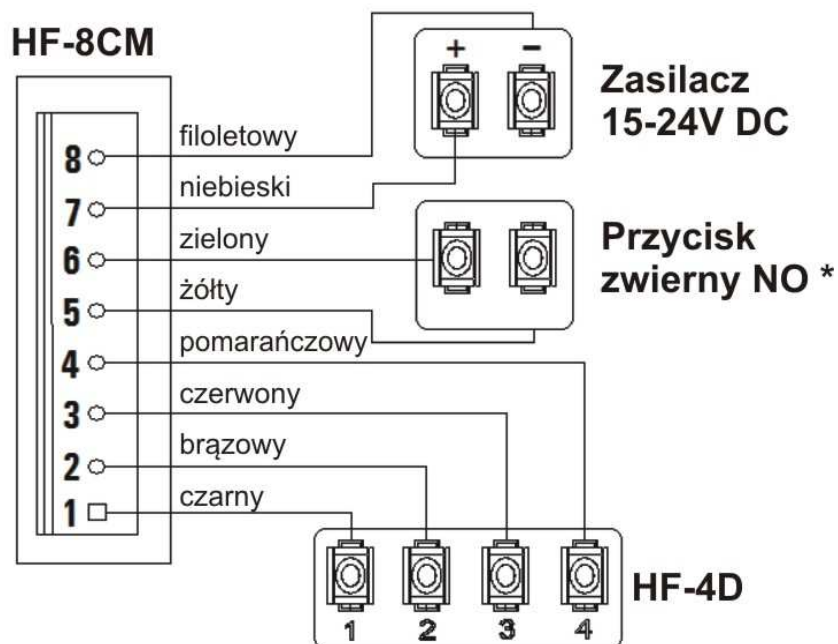 HF-8CM
+ -
Zasilacz
15-24V DC
8 filoletowy
7 niebieski
6 zielony
Przycisk
zwierny NO *
5 żółty
4 pomarańczowy
3 czerwony
2 brązowy
1 czarny
HF-4D
1 2 3 4